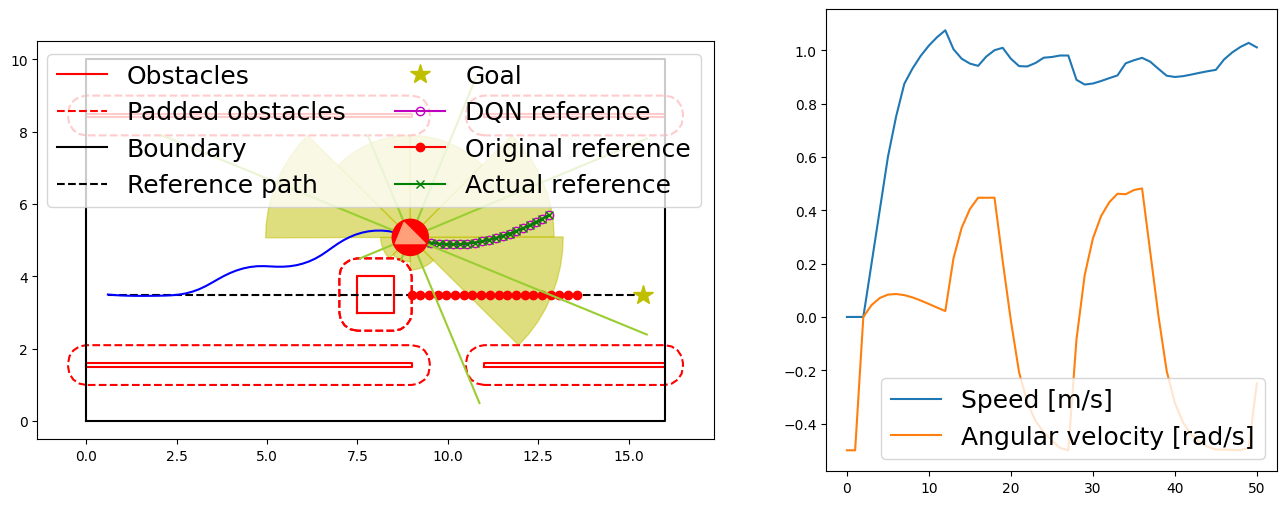 Obstacles
Padded obstacles
Boundary
Reference path
Goal
DQN reference
Original reference
Actual reference
10
8
6
4
2
0
0.0 2.5 5.0 7.5 10.0 12.5 15.0
1.0
0.8
0.6
0.4
0.2
0.0
−0.2
−0.4
Speed [m/s]
Angular velocity [rad/s]
0 10 20 30 40 50